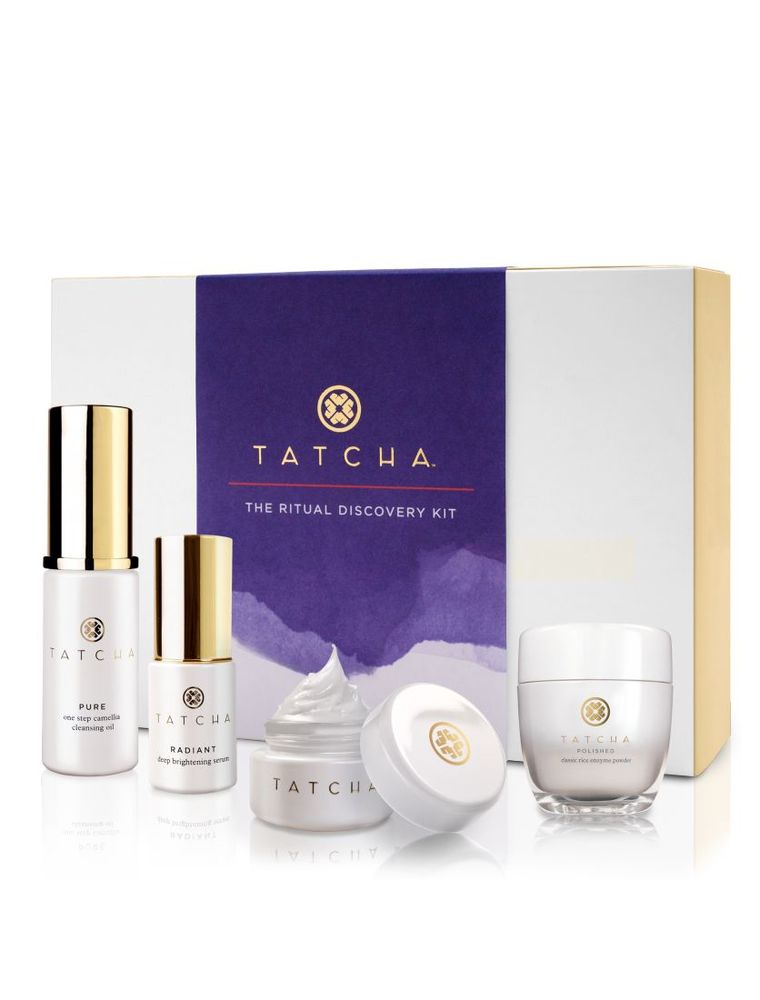 TATCHA™
THE RITUAL DISCOVERY KIT
TATCHA
PURE
one step camellia
cleansing oil
TATCHA
RADIANT
deep brightening serum
TATCHA
TATCHA
POLISHED
classic rice enzyme powder